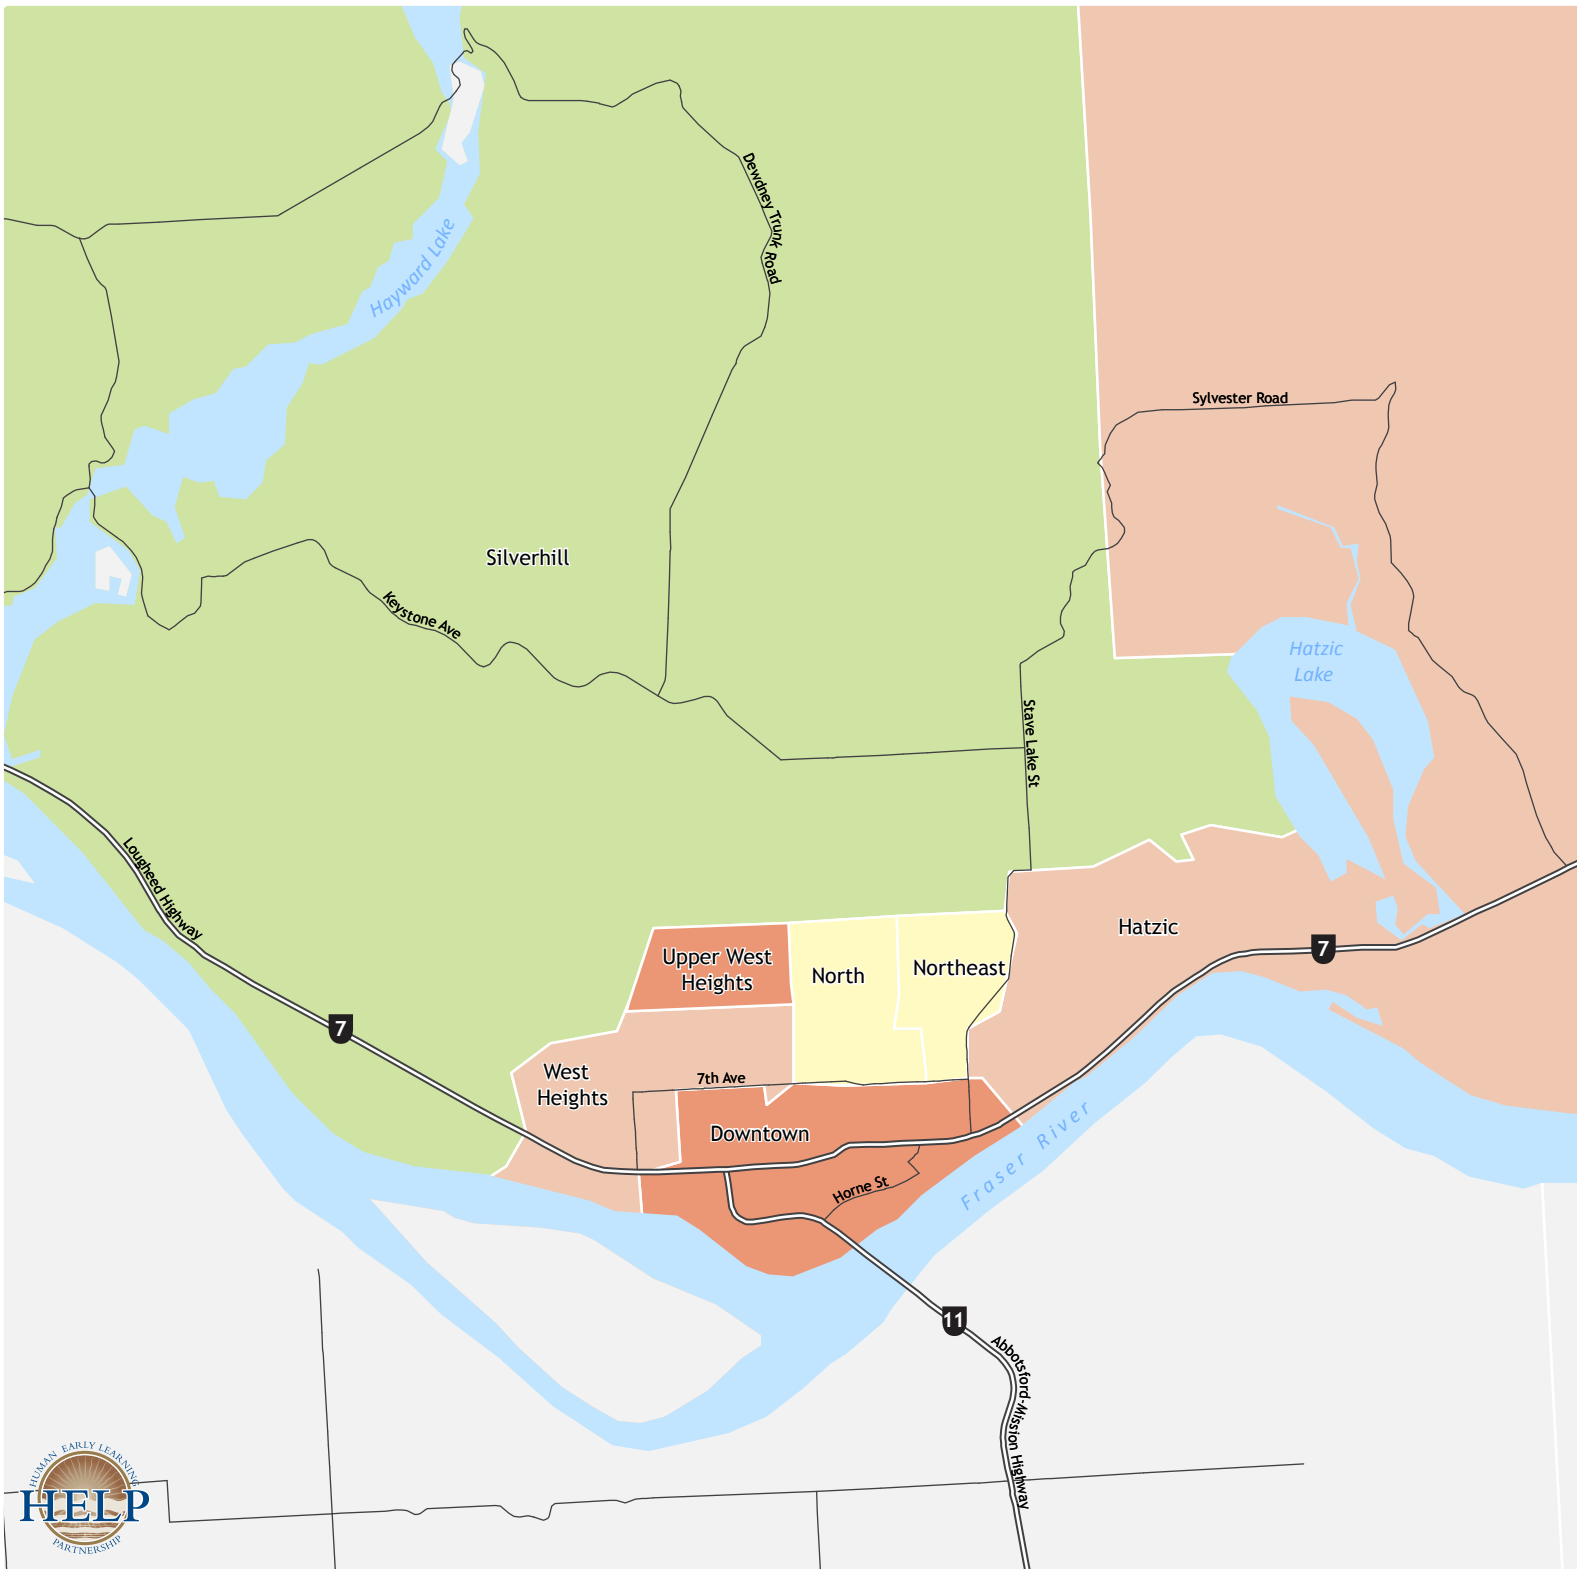 Dewdney Trunk Road
Hayward Lake
Sylvester Road
Silverhill
Keystone Ave
Hatzic
Lake
Stave Lake St
Lougheed Highway
Hatzic
7
Upper West
Heights
North
Northeast
7
West
Heights
7th Ave
Downtown
Fraser River
Horne St
11
Abbotsford-Mission Highway
HUMAN EARLY LEARNING
HELP
PARTNERSHIP